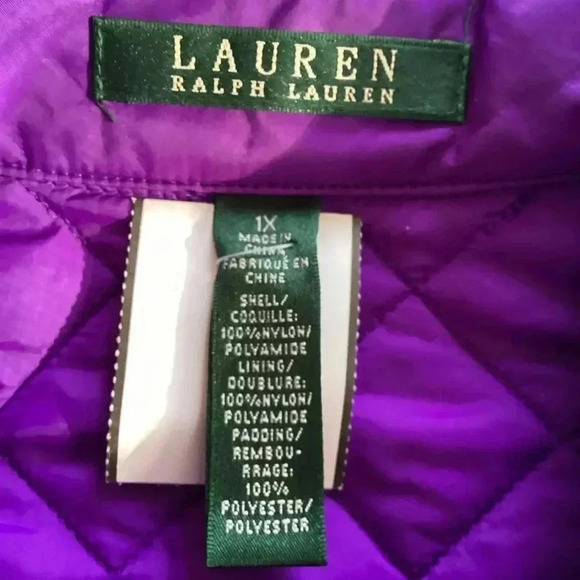 LAUREN
RALPH LAUREN
1X
MADE IN
CHINA
FABRIQUÉ EN
CHINE
SHELL/
COQUILLE:
100%NYLON/
POLYAMIDE
LINING/
DOUBLURE:
100%NYLON/
POLYAMIDE
PADDING/
REMBOU-
RRAGE:
100%
POLYESTER/
POLYESTER